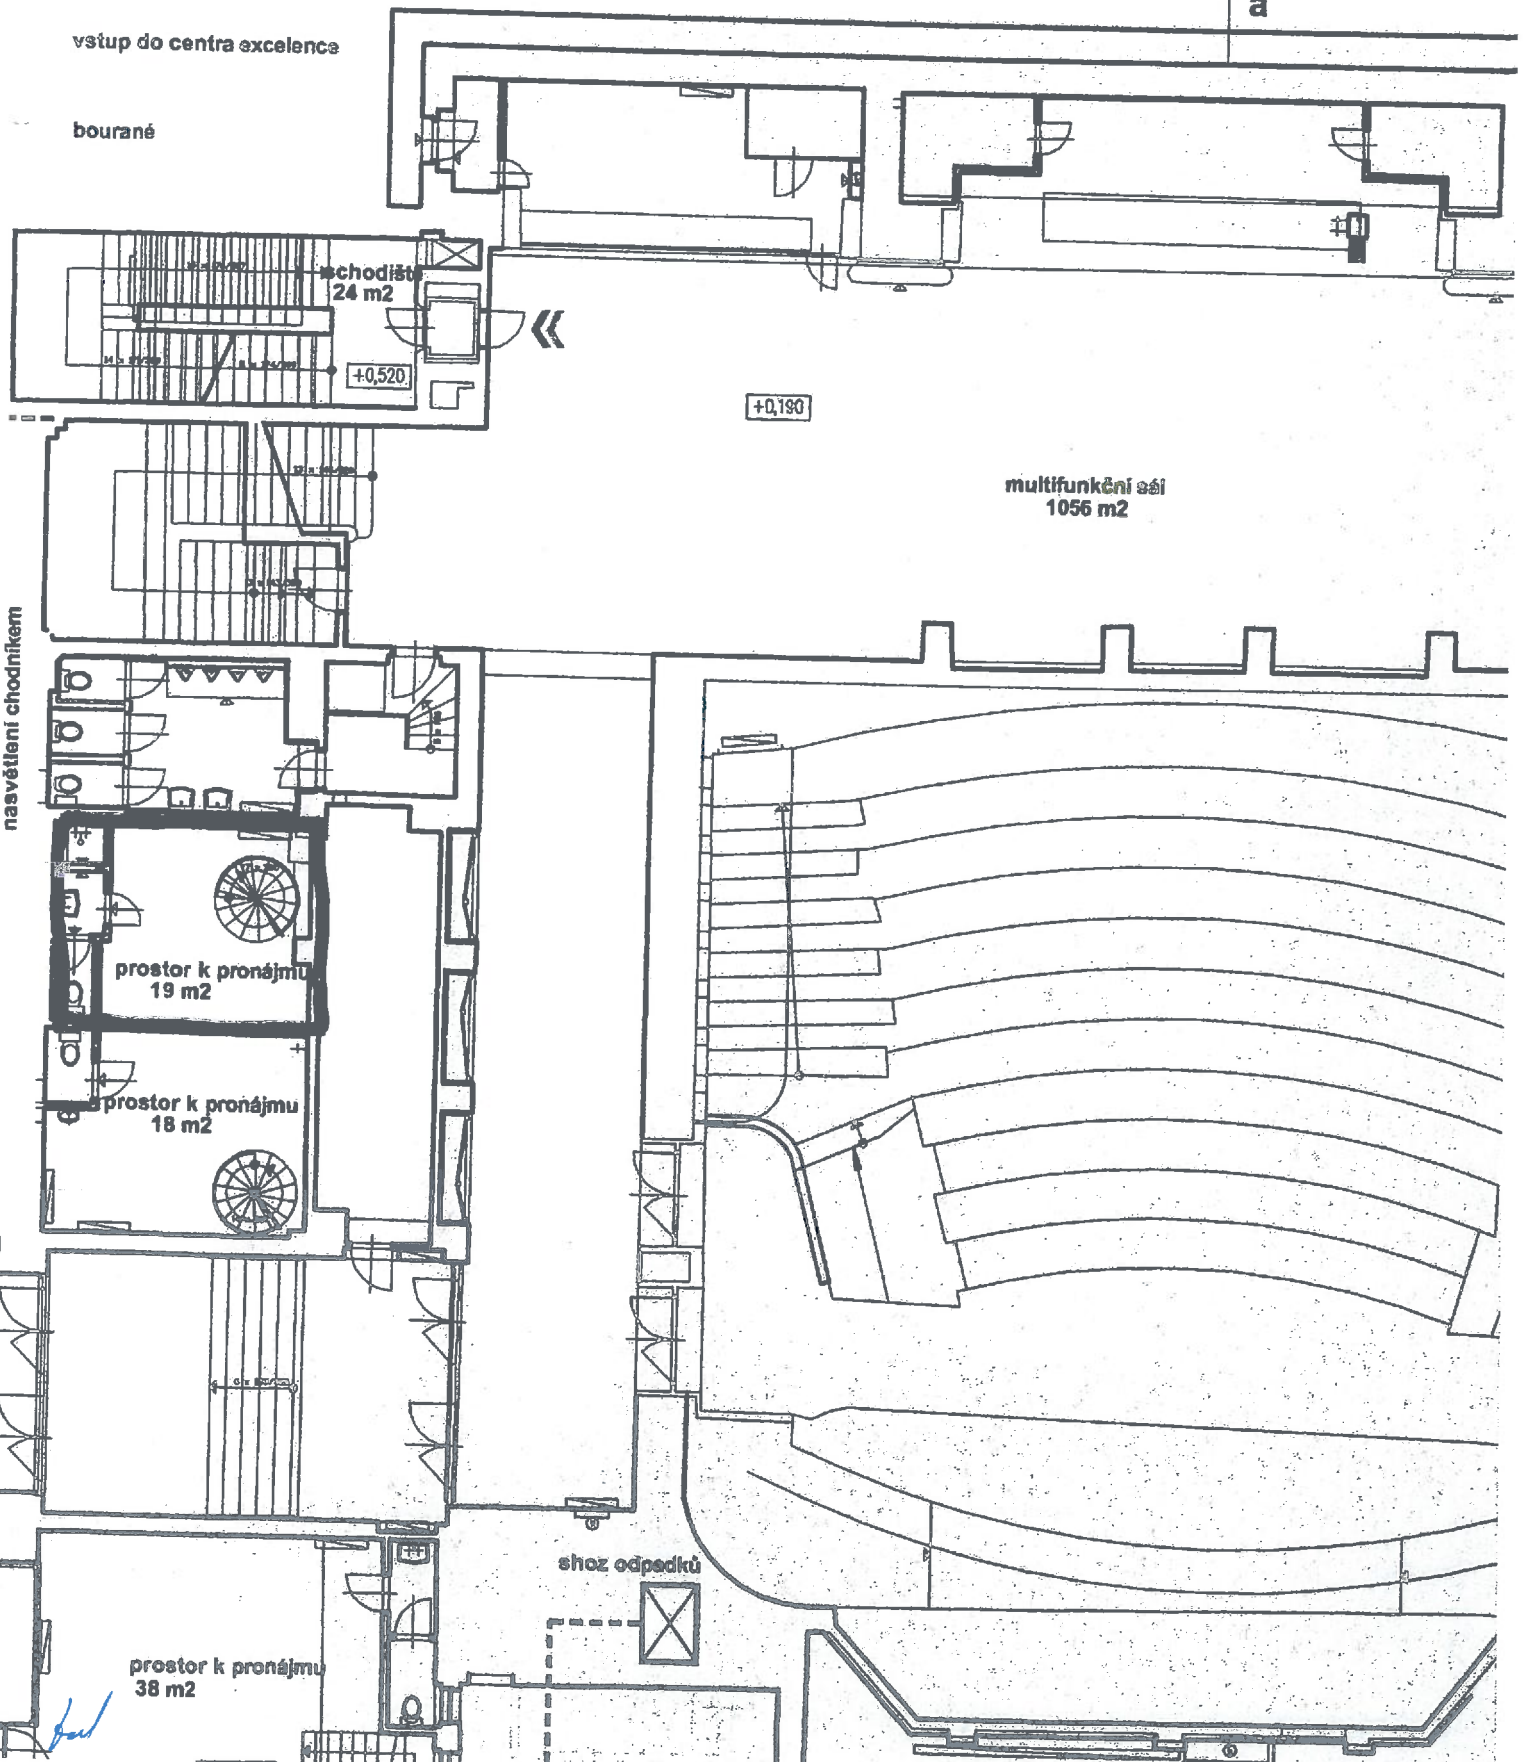 a
vstup do centra excelence
bourané
schodiště
24 m2
+0,520
+0,190
multifunkční sál
1056 m2
nasvětlení chodníkem
prostor k pronájmu
19 m2
prostor k pronájmu
18 m2
shoz odpadků
prostor k pronájmu
38 m2